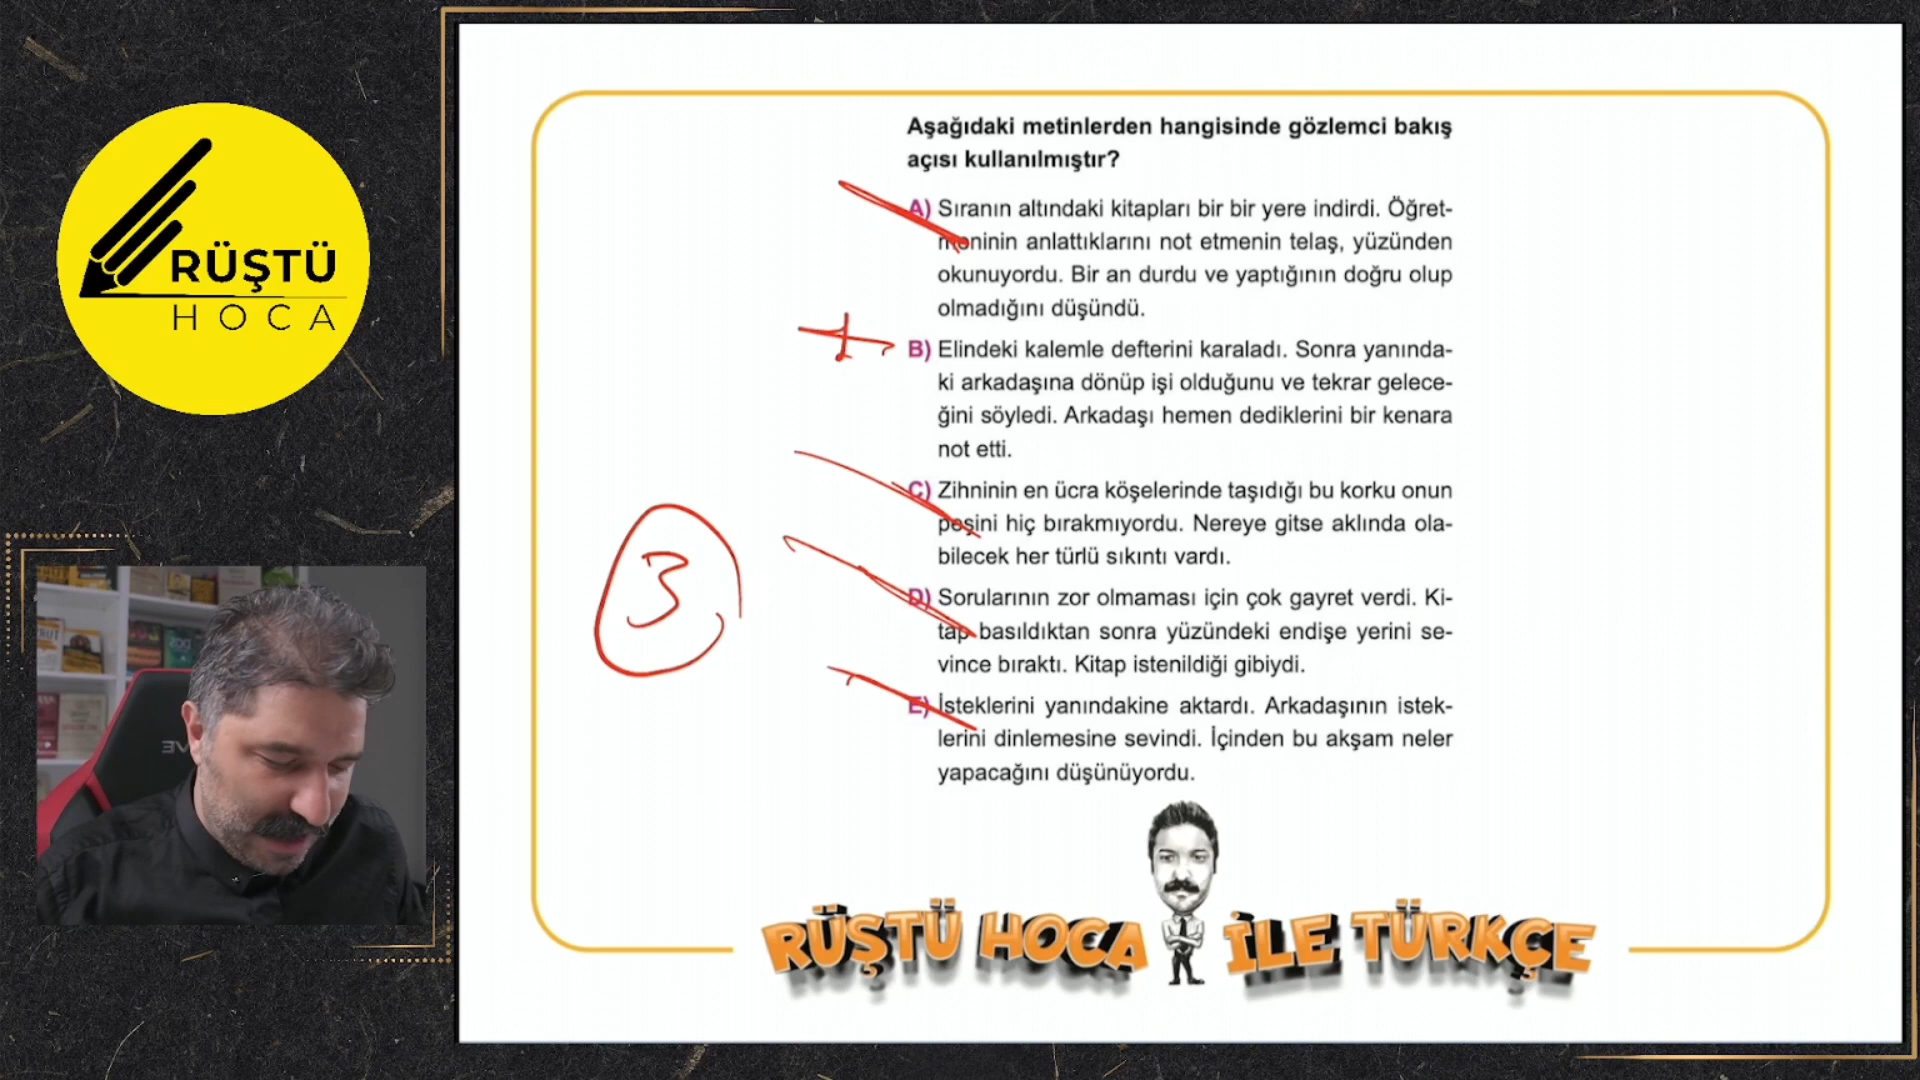 RÜŞTÜ
HOCA
Aşağıdaki metinlerden hangisinde gözlemci bakış
açısı kullanılmıştır?
A) Sıranın altındaki kitapları bir bir yere indirdi. Öğret-
meninin anlattıklarını not etmenin telaş, yüzünden
okunuyordu. Bir an durdu ve yaptığının doğru olup
olmadığını düşündü.
B) Elindeki kalemle defterini karaladı. Sonra yanında-
ki arkadaşına dönüp işi olduğunu ve tekrar gelece-
ğini söyledi. Arkadaşı hemen dediklerini bir kenara
not etti.
C) Zihninin en ücra köşelerinde taşıdığı bu korku onun
peşini hiç bırakmıyordu. Nereye gitse aklında ola-
bilecek her türlü sıkıntı vardı.
D) Sorularının zor olmaması için çok gayret verdi. Ki-
tap basıldıktan sonra yüzündeki endişe yerini se-
vince bıraktı. Kitap istenildiği gibiydi.
E) İsteklerini yanındakine aktardı. Arkadaşının istek-
lerini dinlemesine sevindi. İçinden bu akşam neler
yapacağını düşünüyordu.
3
RÜŞTÜ HOCA İLE TÜRKÇE